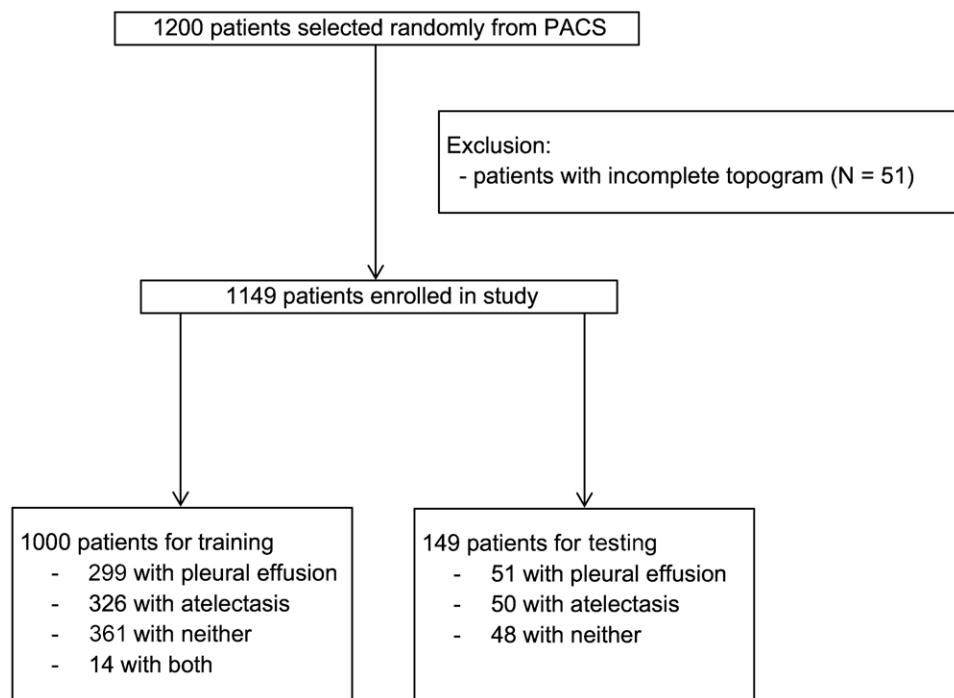 1200 patients selected randomly from PACS
Exclusion:
- patients with incomplete topogram (N = 51)
1149 patients enrolled in study
1000 patients for training
- 299 with pleural effusion
- 326 with atelectasis
- 361 with neither
- 14 with both
149 patients for testing
- 51 with pleural effusion
- 50 with atelectasis
- 48 with neither